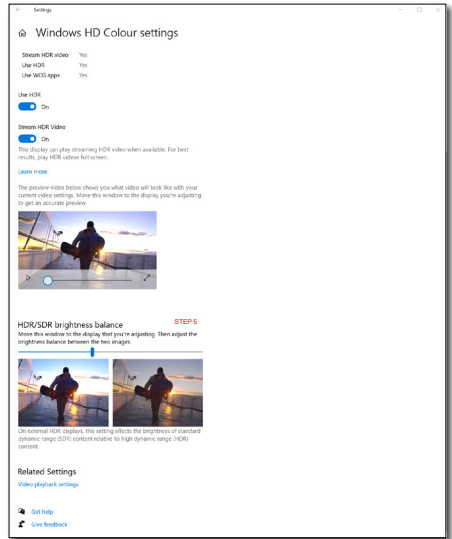 Settings
Windows HD Colour settings
Stream HDR video Yes
Use HDR Yes
Use WCG apps Yes
Use HDR
On
Stream HDR Video
On
This display can play streaming HDR video when available. For best
results, play HDR videos full screen.
Learn more
The preview video below shows you what video will look like with your
current video settings. Move this window to the display you're adjusting
to get an accurate preview.
HDR/SDR brightness balance STEP 5
Move this window to the display that you're adjusting. Then adjust the
brightness balance between the two images.
On external HDR displays, this setting affects the brightness of standard
dynamic range (SDR) content relative to high dynamic range (HDR)
content.
Related Settings
Video playback settings
Get help
Give feedback